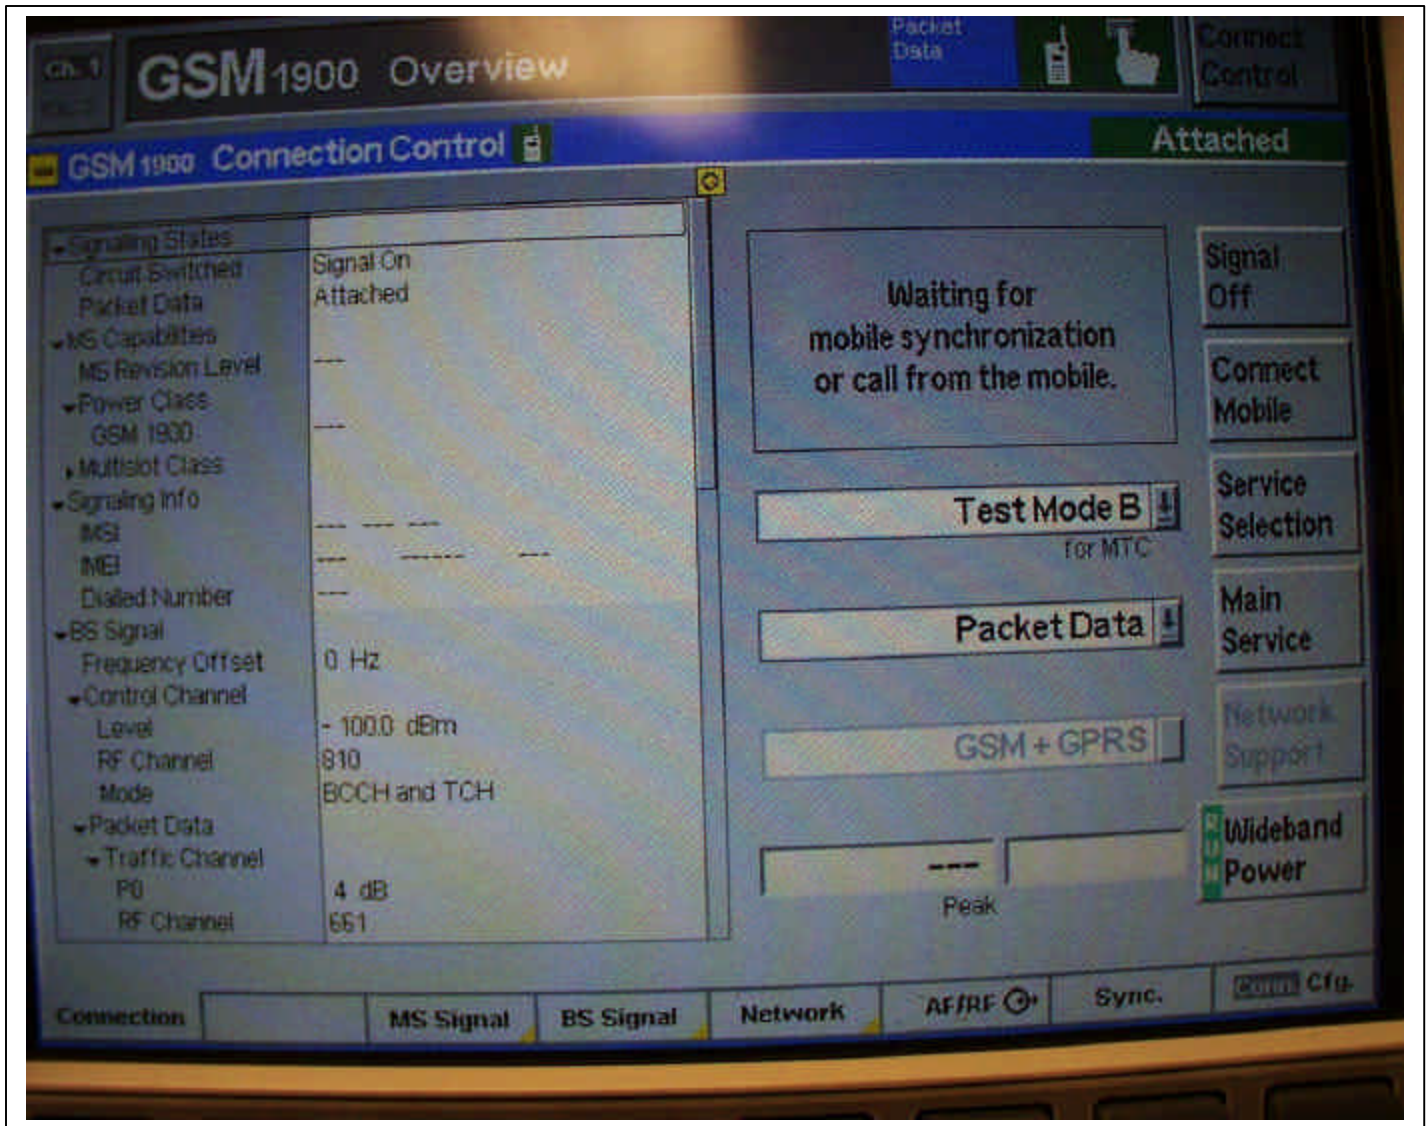 Ch. 1
GSM 1900 Overview
Packet
Data
Connect
Control
GSM 1900 Connection Control
Attached
Signaling States
Circuit Switched Signal On
Packet Data Attached
MS Capabilities
MS Revision Level ---
Power Class
GSM 1900 ---
Multislot Class
Signaling Info
IMSI --- --- ---
IMEI --- ----- ---
Dialled Number ---
BS Signal
Frequency Offset 0 Hz
Control Channel
Level - 100.0 dBm
RF Channel 810
Mode BCCH and TCH
Packet Data
Traffic Channel
P0 4 dB
RF Channel 661
Waiting for
mobile synchronization
or call from the mobile.
Test Mode B
for MTC
Packet Data
GSM + GPRS
---
Peak
Signal
Off
Connect
Mobile
Service
Selection
Main
Service
Network
Support
RUN
Wideband
Power
Connection
MS Signal
BS Signal
Network
AF/RF
Sync.
Cfg.